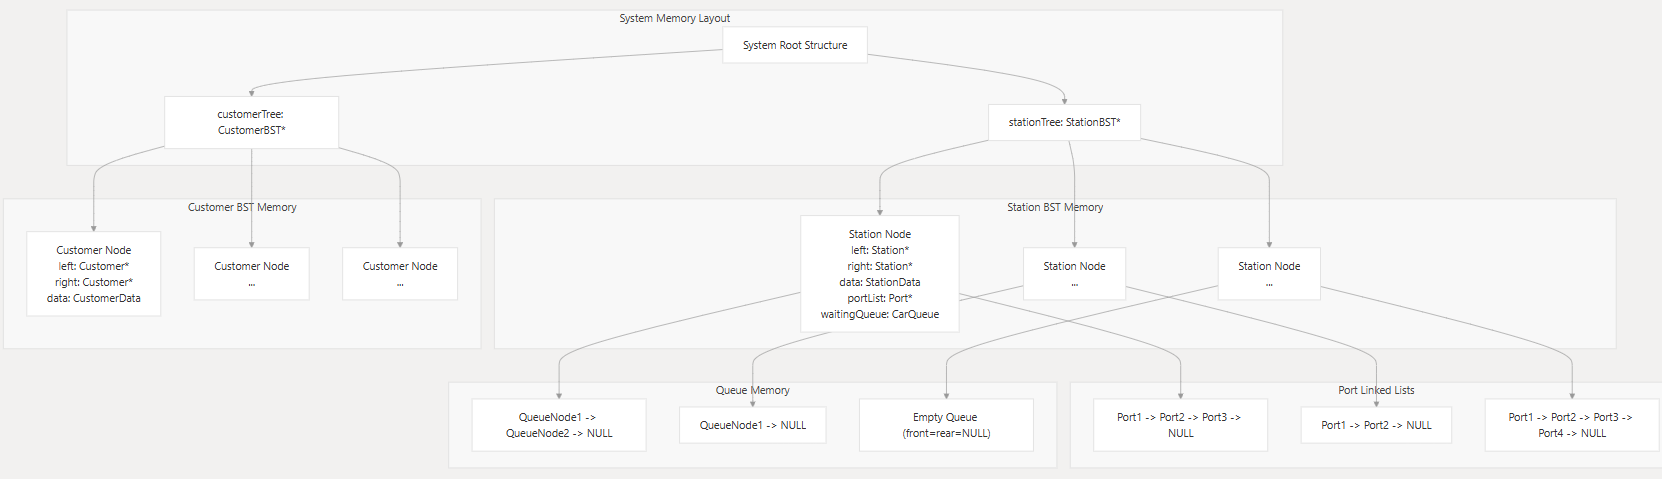 System Memory Layout
System Root Structure
customerTree:
CustomerBST*
stationTree: StationBST*
Customer BST Memory
Customer Node
left: Customer*
right: Customer*
data: CustomerData
Customer Node
...
Customer Node
...
Station BST Memory
Station Node
left: Station*
right: Station*
data: StationData
portList: Port*
waitingQueue: CarQueue
Station Node
...
Station Node
...
Queue Memory
QueueNode1 ->
QueueNode2 -> NULL
QueueNode1 -> NULL
Empty Queue
(front=rear=NULL)
Port Linked Lists
Port1 -> Port2 -> Port3 ->
NULL
Port1 -> Port2 -> NULL
Port1 -> Port2 -> Port3 ->
Port4 -> NULL